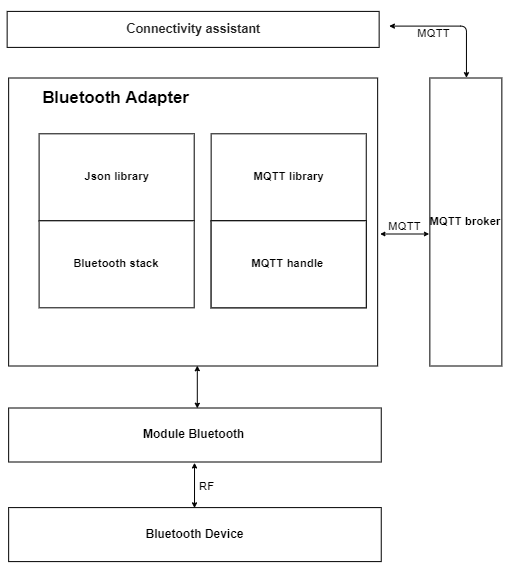 Connectivity assistant
MQTT
Bluetooth Adapter
Json library
MQTT library
MQTT
MQTT broker
Bluetooth stack
MQTT handle
Module Bluetooth
RF
Bluetooth Device